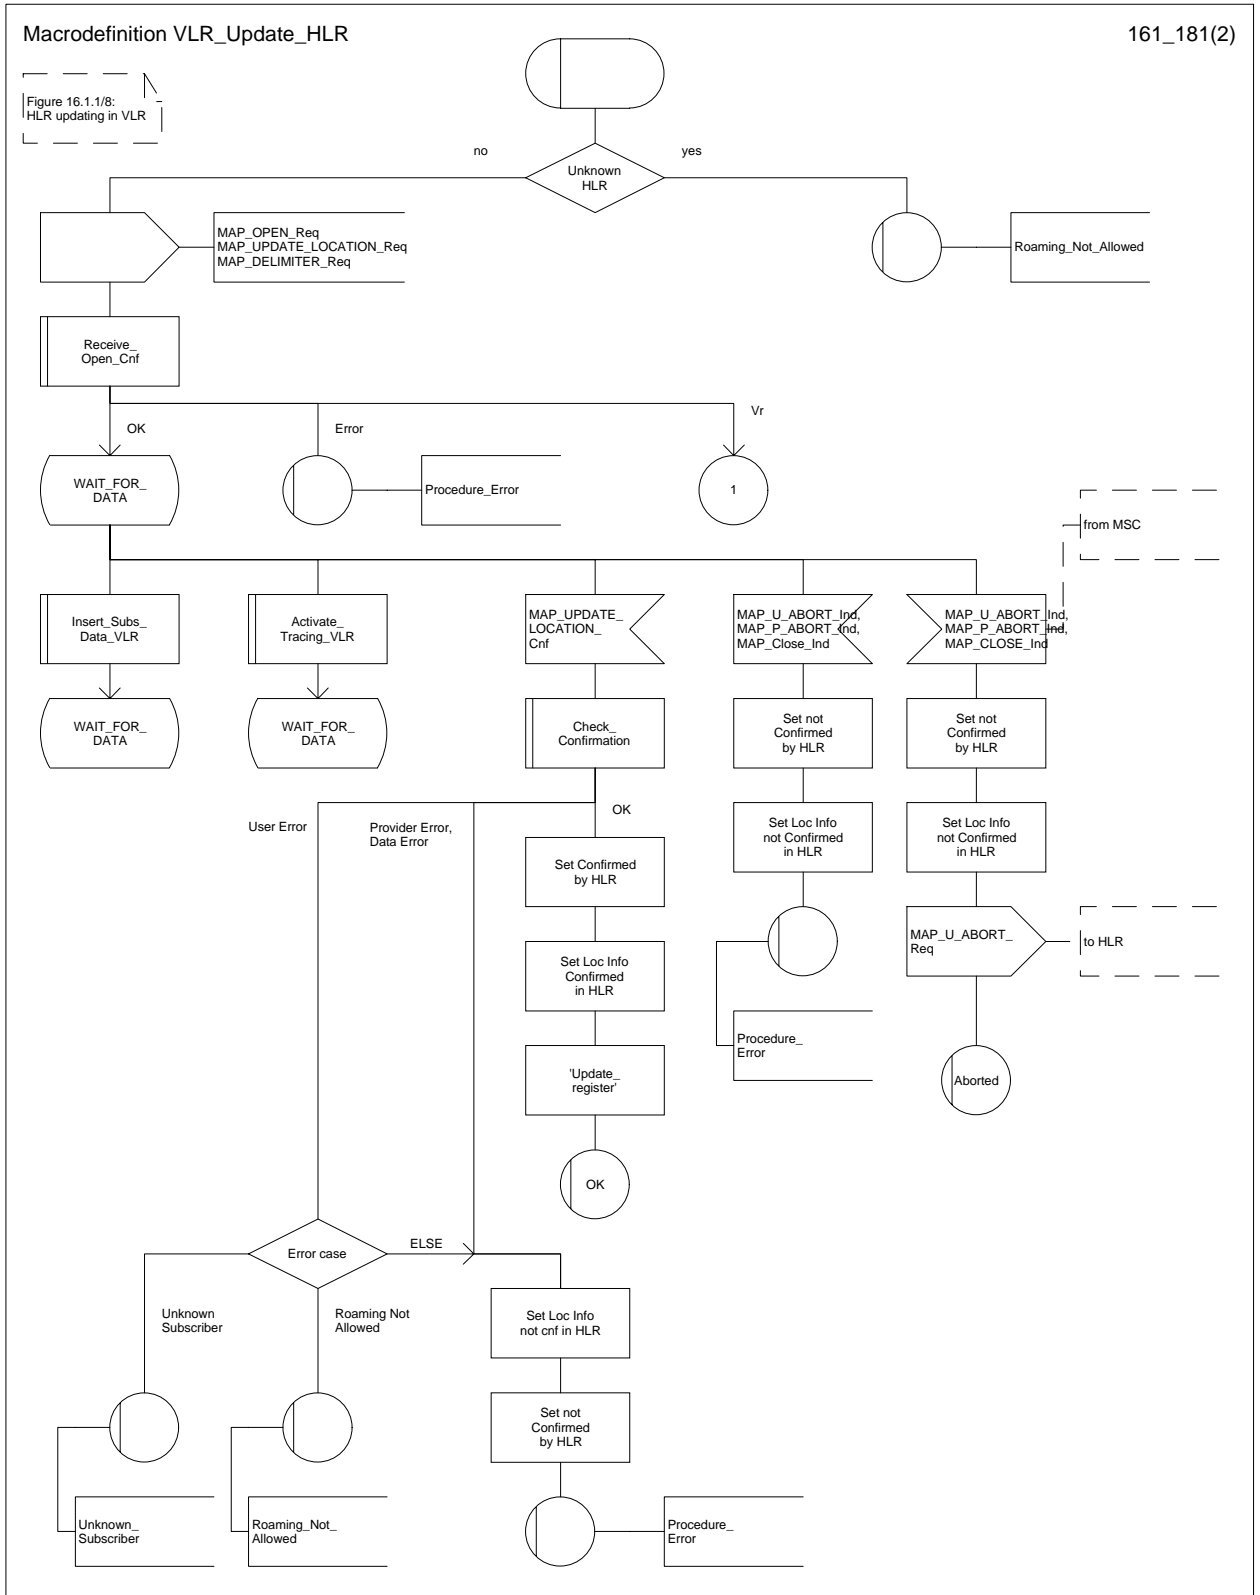 Macrodefinition VLR_Update_HLR
161_181(2)
Figure 16.1.1/8:
HLR updating in VLR
no
yes
Unknown
HLR
MAP_OPEN_Req
MAP_UPDATE_LOCATION_Req
MAP_DELIMITER_Req
Roaming_Not_Allowed
Receive_
Open_Cnf
OK
Error
Vr
WAIT_FOR_
DATA
Procedure_Error
1
from MSC
Insert_Subs_
Data_VLR
Activate_
Tracing_VLR
MAP_UPDATE_
LOCATION_
Cnf
MAP_U_ABORT_Ind,
MAP_P_ABORT_Ind,
MAP_Close_Ind
MAP_U_ABORT_Ind,
MAP_P_ABORT_Ind,
MAP_CLOSE_Ind
WAIT_FOR_
DATA
WAIT_FOR_
DATA
Check_
Confirmation
Set not
Confirmed
by HLR
Set not
Confirmed
by HLR
User Error
Provider Error,
Data Error
OK
Set Loc Info
not Confirmed
in HLR
Set Loc Info
not Confirmed
in HLR
Set Confirmed
by HLR
MAP_U_ABORT_
Req
to HLR
Set Loc Info
Confirmed
in HLR
Procedure_
Error
'Update_
register'
Aborted
OK
Error case
ELSE
Unknown
Subscriber
Roaming Not
Allowed
Set Loc Info
not cnf in HLR
Set not
Confirmed
by HLR
Unknown_
Subscriber
Roaming_Not_
Allowed
Procedure_
Error